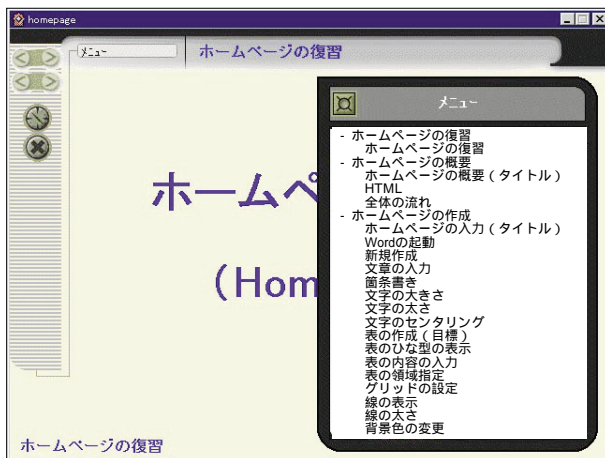 homepage
メニュー
ホームページの復習
メニュー
- ホームページの復習
ホームページの復習
- ホームページの概要
ホームページの概要(タイトル)
HTML
全体の流れ
- ホームページの作成
ホームページの入力(タイトル)
Wordの起動
新規作成
文章の入力
箇条書き
文字の大きさ
文字の太さ
文字のセンタリング
表の作成(目標)
表のひな型の表示
表の内容の入力
表の領域指定
グリッドの設定
線の表示
線の太さ
背景色の変更
ホームペ
(Hom
ホームページの復習